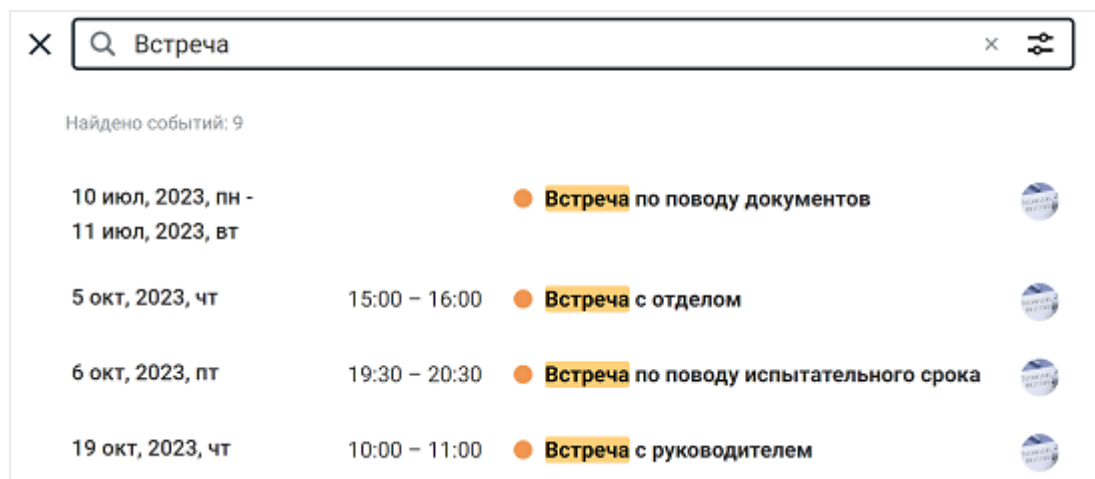 Встреча
Найдено событий: 9
10 июл, 2023, пн - Встреча по поводу документов
11 июл, 2023, вт
5 окт, 2023, чт 15:00 – 16:00 Встреча с отделом
6 окт, 2023, пт 19:30 – 20:30 Встреча по поводу испытательного срока
19 окт, 2023, чт 10:00 – 11:00 Встреча с руководителем